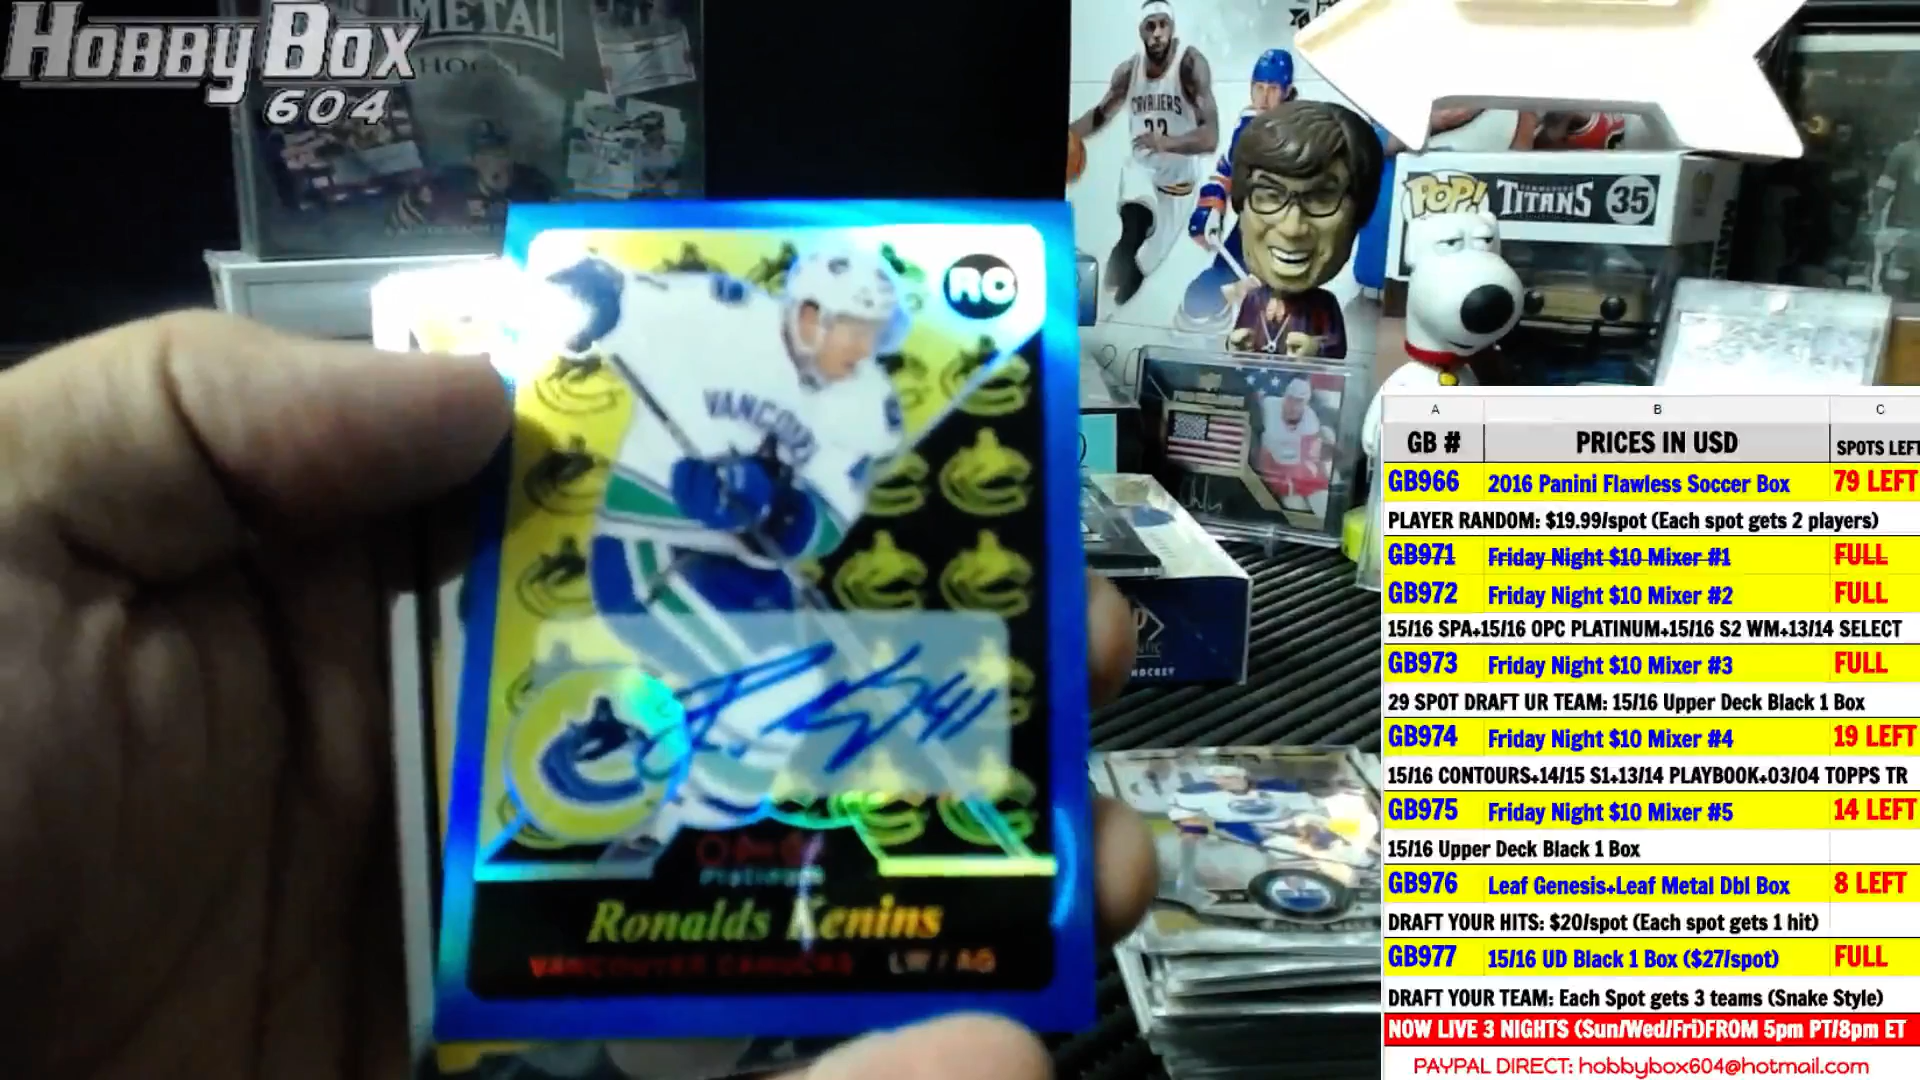 HOBBYBOX
604
METAL
HOCKEY
CAVALIERS
POP!
TITANS
35
RC
VANCOUVER
Platinum
Ronalds Kenins
VANCOUVER CANUCKS LW / AG
HOCKEY
A B C
GB # PRICES IN USD SPOTS LEFT
GB966 2016 Panini Flawless Soccer Box 79 LEFT
PLAYER RANDOM: $19.99/spot (Each spot gets 2 players)
GB971 Friday Night $10 Mixer #1 FULL
GB972 Friday Night $10 Mixer #2 FULL
15/16 SPA+15/16 OPC PLATINUM+15/16 S2 WM+13/14 SELECT
GB973 Friday Night $10 Mixer #3 FULL
29 SPOT DRAFT UR TEAM: 15/16 Upper Deck Black 1 Box
GB974 Friday Night $10 Mixer #4 19 LEFT
15/16 CONTOURS+14/15 S1+13/14 PLAYBOOK+03/04 TOPPS TR
GB975 Friday Night $10 Mixer #5 14 LEFT
15/16 Upper Deck Black 1 Box
GB976 Leaf Genesis+Leaf Metal Dbl Box 8 LEFT
DRAFT YOUR HITS: $20/spot (Each spot gets 1 hit)
GB977 15/16 UD Black 1 Box ($27/spot) FULL
DRAFT YOUR TEAM: Each Spot gets 3 teams (Snake Style)
NOW LIVE 3 NIGHTS (Sun/Wed/Fri)FROM 5pm PT/8pm ET
PAYPAL DIRECT: hobbybox604@hotmail.com